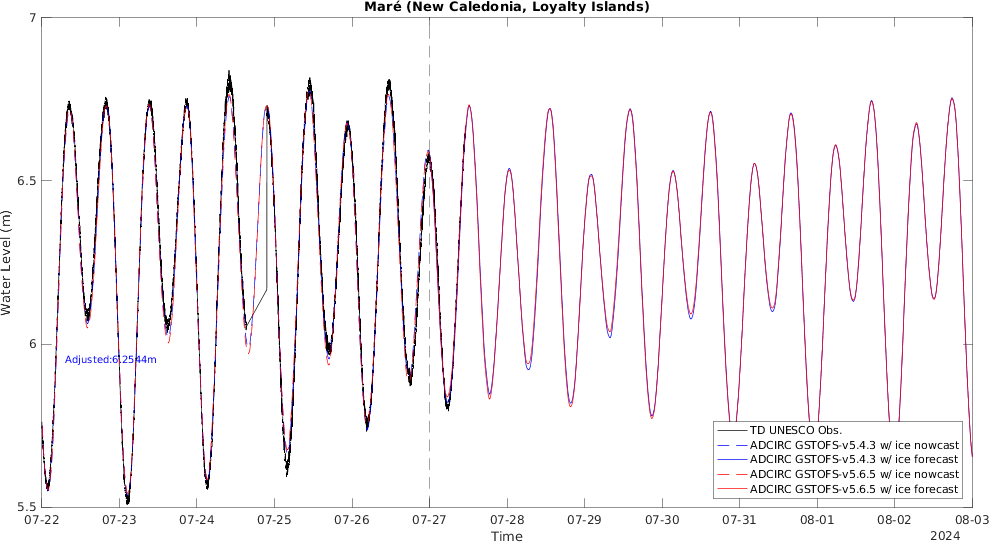 Maré (New Caledonia, Loyalty Islands)
7
6.5
6
5.5
Water Level (m)
Adjusted:6.2544m
TD UNESCO Obs.
ADCIRC GSTOFS-v5.4.3 w/ ice nowcast
ADCIRC GSTOFS-v5.4.3 w/ ice forecast
ADCIRC GSTOFS-v5.6.5 w/ ice nowcast
ADCIRC GSTOFS-v5.6.5 w/ ice forecast
07-22 07-23 07-24 07-25 07-26 07-27 07-28 07-29 07-30 07-31 08-01 08-02 08-03
Time
2024